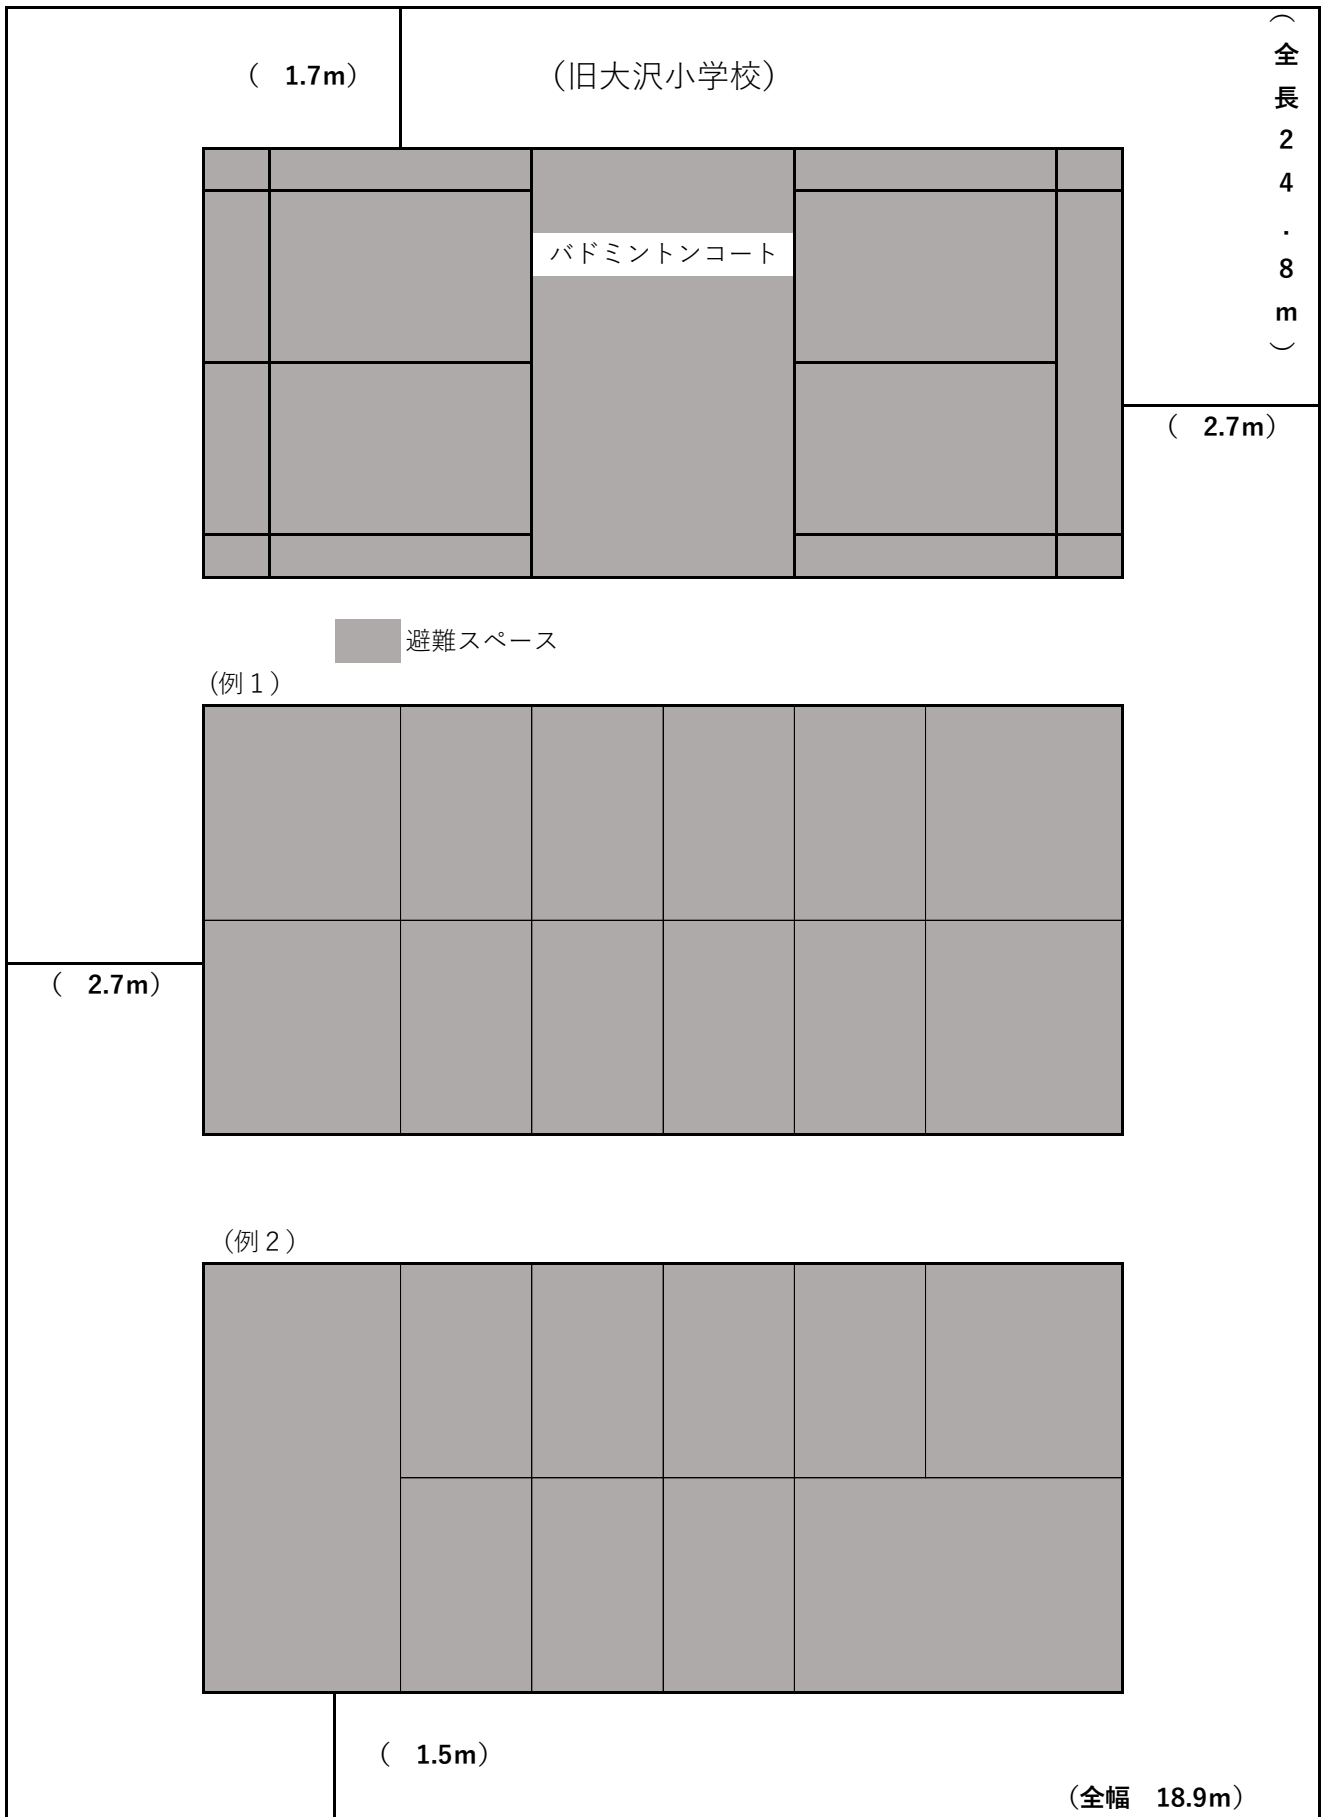 （　1.7m）
（旧大沢小学校）
（全長２４.８m）
バドミントンコート
（　2.7m）
避難スペース
（例１）
（　2.7m）
（例２）
（　1.5m）
（全幅　18.9m）